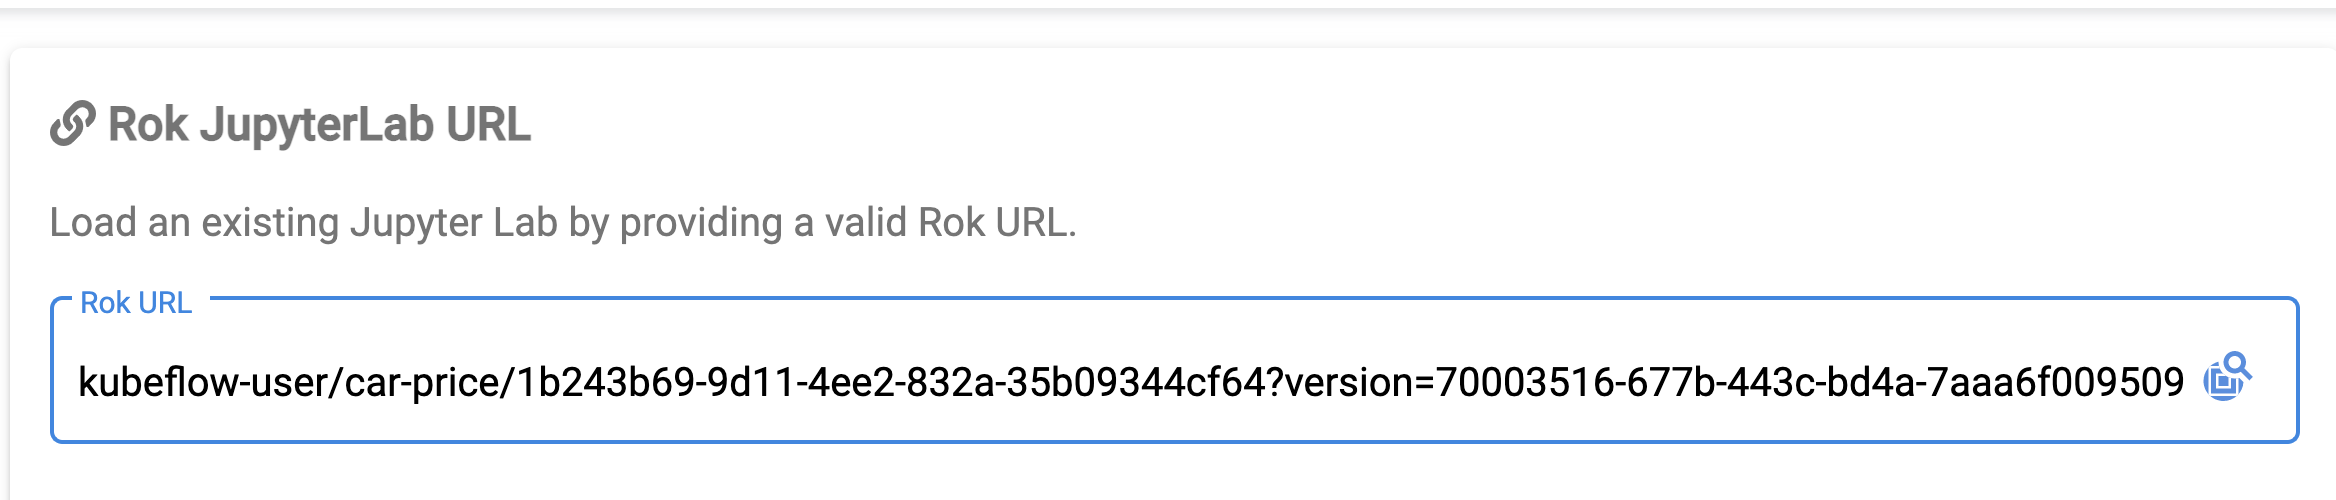 Rok JupyterLab URL
Load an existing Jupyter Lab by providing a valid Rok URL.
Rok URL
kubeflow-user/car-price/1b243b69-9d11-4ee2-832a-35b09344cf64?version=70003516-677b-443c-bd4a-7aaa6f009509